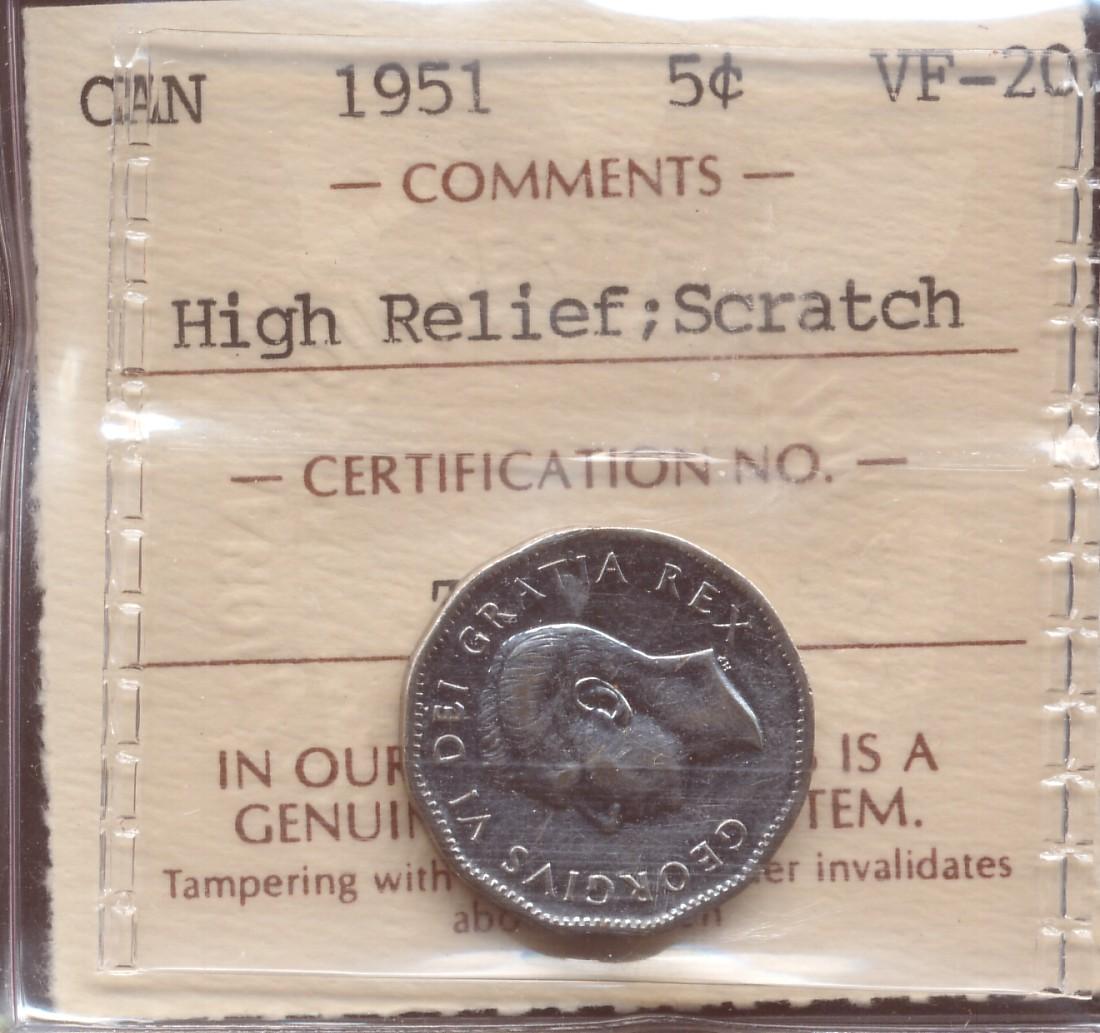 CAN 1951 5¢ VF-20
— COMMENTS —
High Relief;Scratch
— CERTIFICATION NO. —
IN OUR IS A
GENUIN TEM.
Tampering with er invalidates
abo n
GEORGIVS VI DEI GRATIA REX